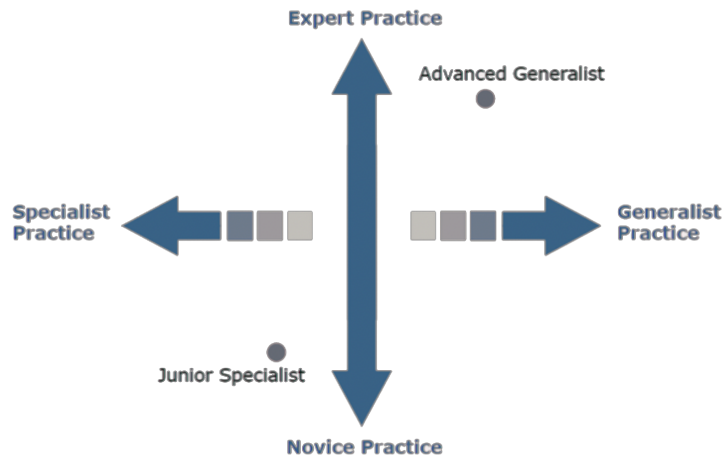 Expert Practice
Advanced Generalist
Specialist
Practice
Generalist
Practice
Junior Specialist
Novice Practice